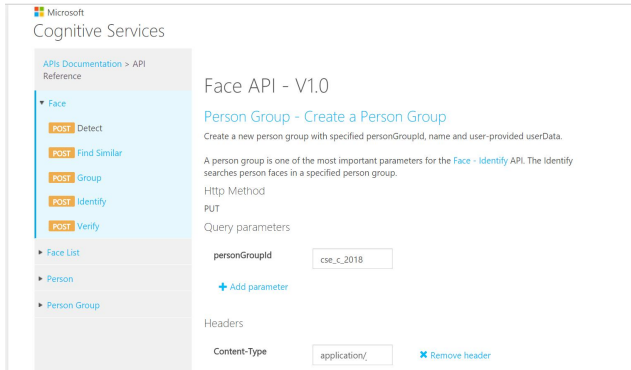 Microsoft
Cognitive Services
APIs Documentation > API
Reference
Face
POST Detect
POST Find Similar
POST Group
POST Identify
POST Verify
Face List
Person
Person Group
Face API - V1.0
Person Group - Create a Person Group
Create a new person group with specified personGroupId, name and user-provided userData.
A person group is one of the most important parameters for the Face - Identify API. The Identify
searches person faces in a specified person group.
Http Method
PUT
Query parameters
personGroupId cse_c_2018
+ Add parameter
Headers
Content-Type application/ Remove header